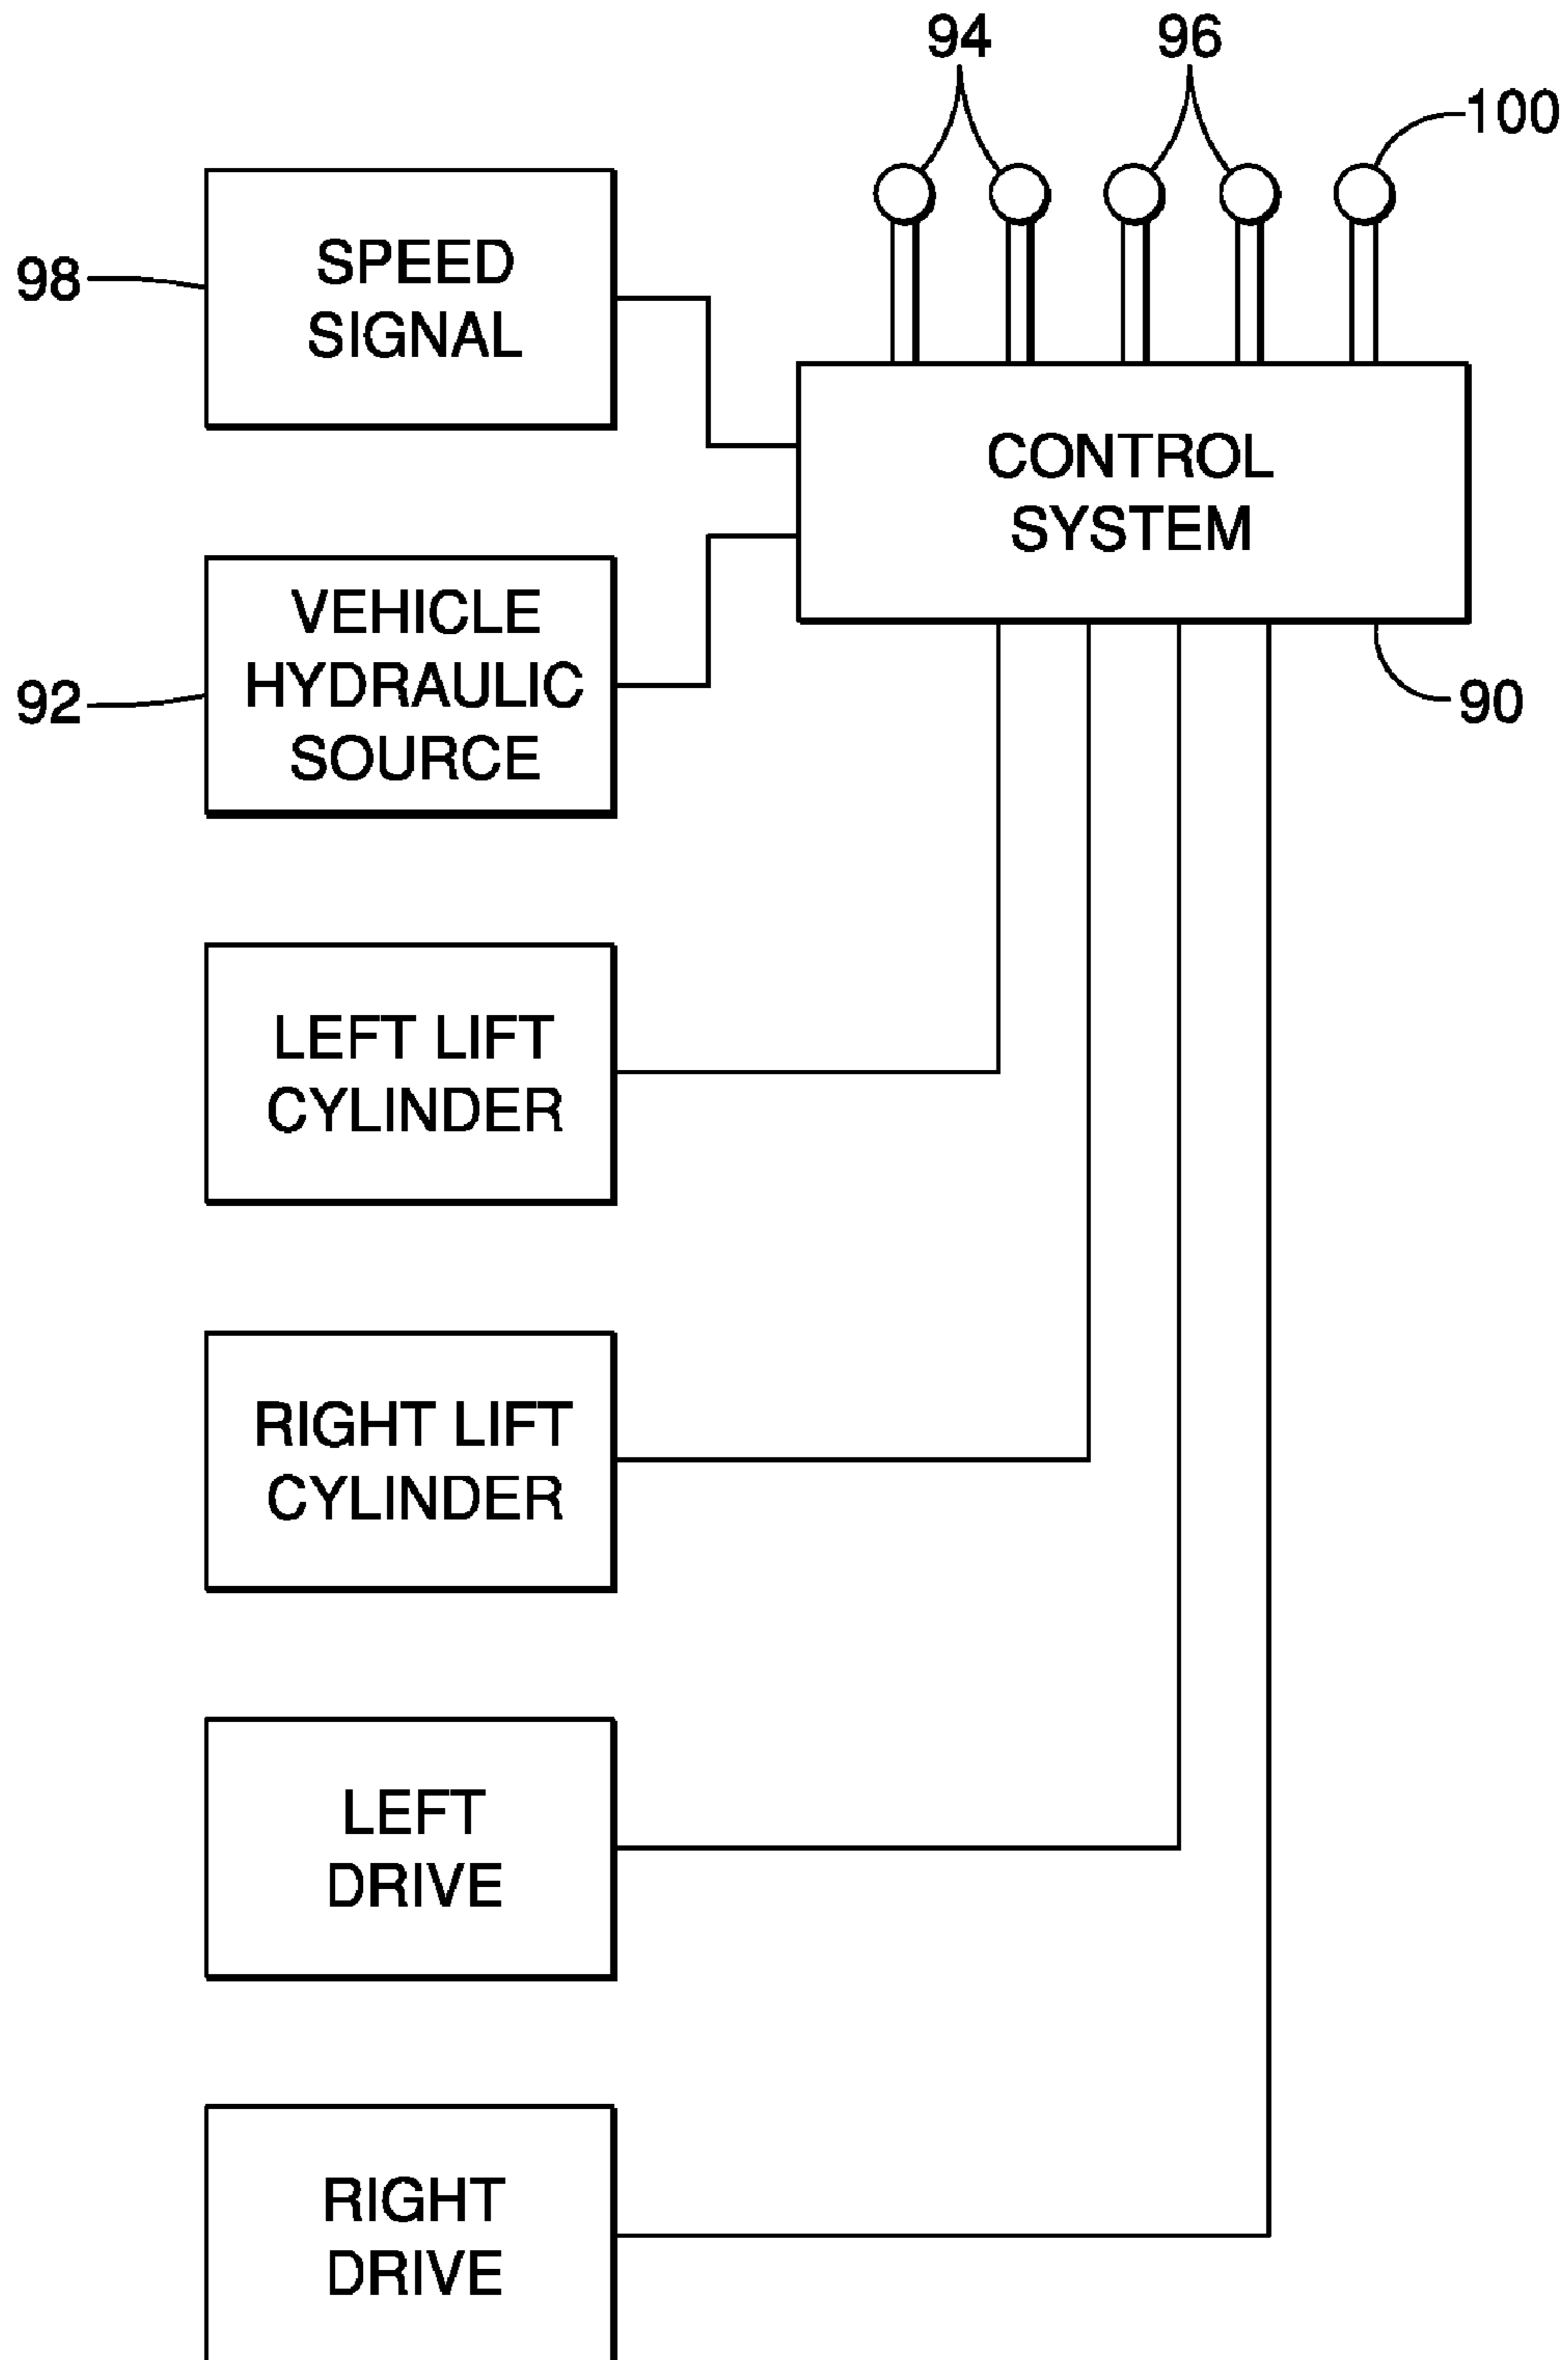 94
96
100
98
SPEED
SIGNAL
CONTROL
SYSTEM
92
VEHICLE
HYDRAULIC
SOURCE
90
LEFT LIFT
CYLINDER
RIGHT LIFT
CYLINDER
LEFT
DRIVE
RIGHT
DRIVE